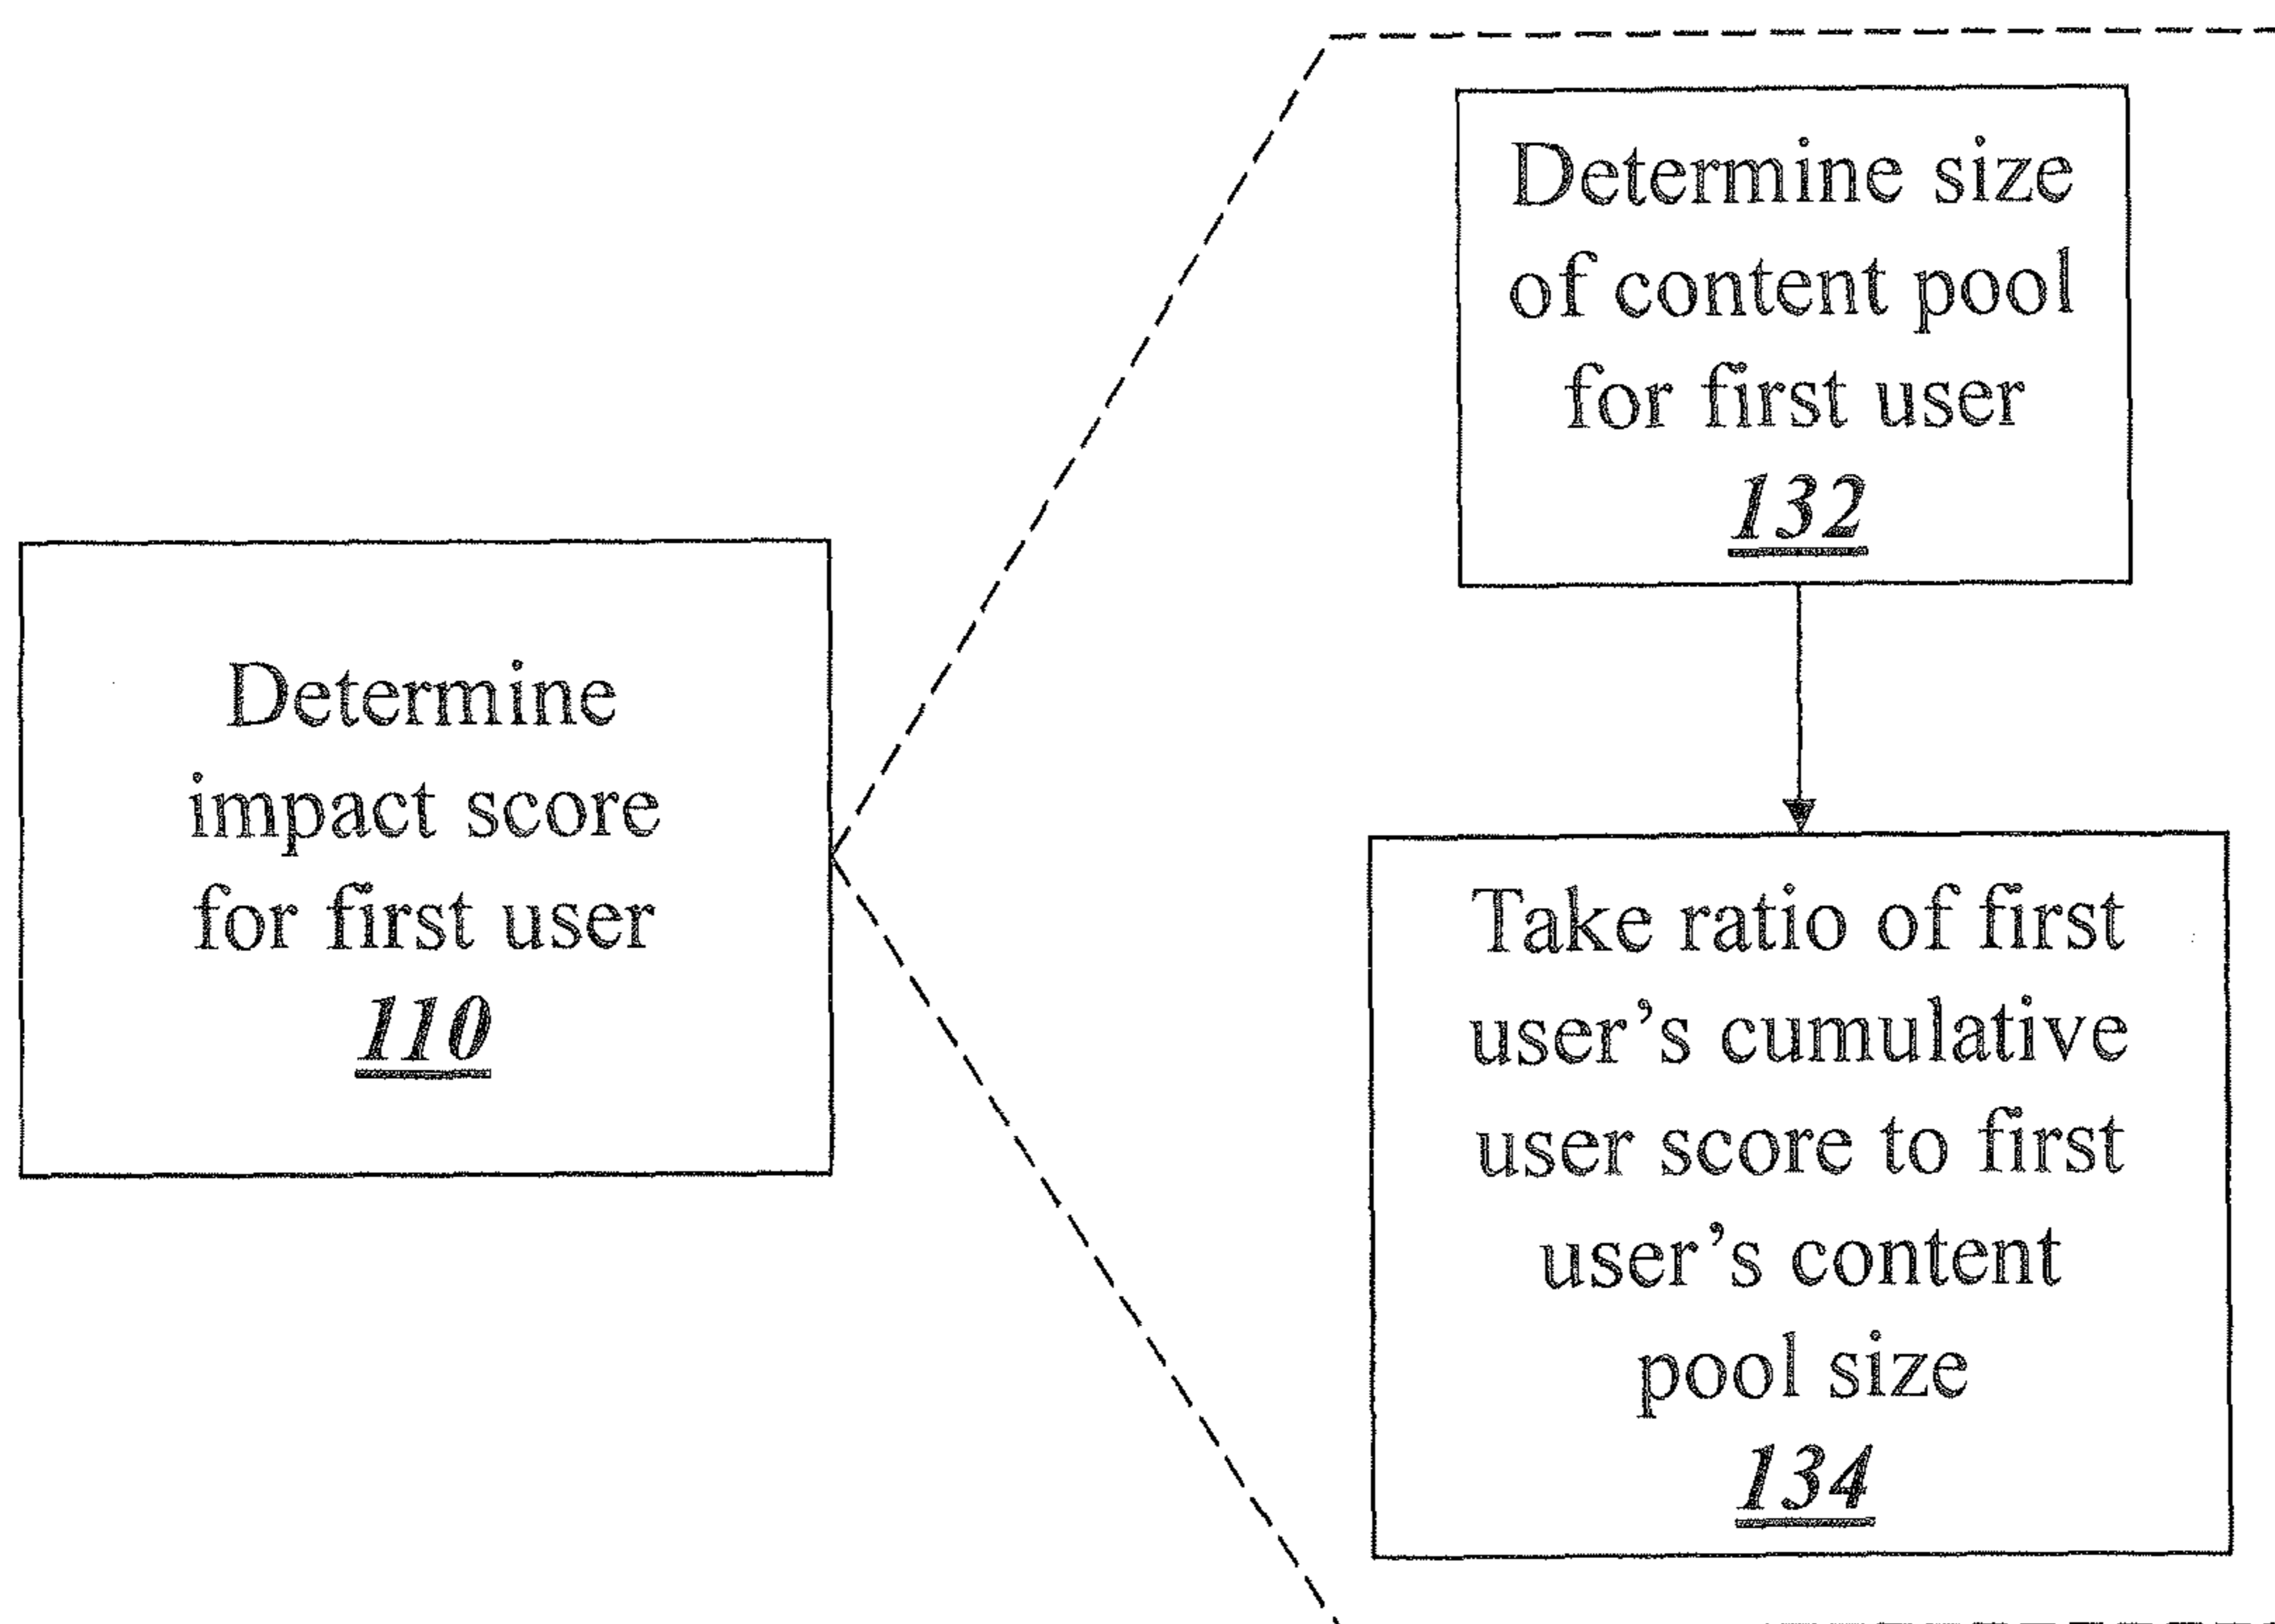 Determine
impact score
for first user
110
Determine size
of content pool
for first user
132
Take ratio of first
user’s cumulative
user score to first
user’s content
pool size
134